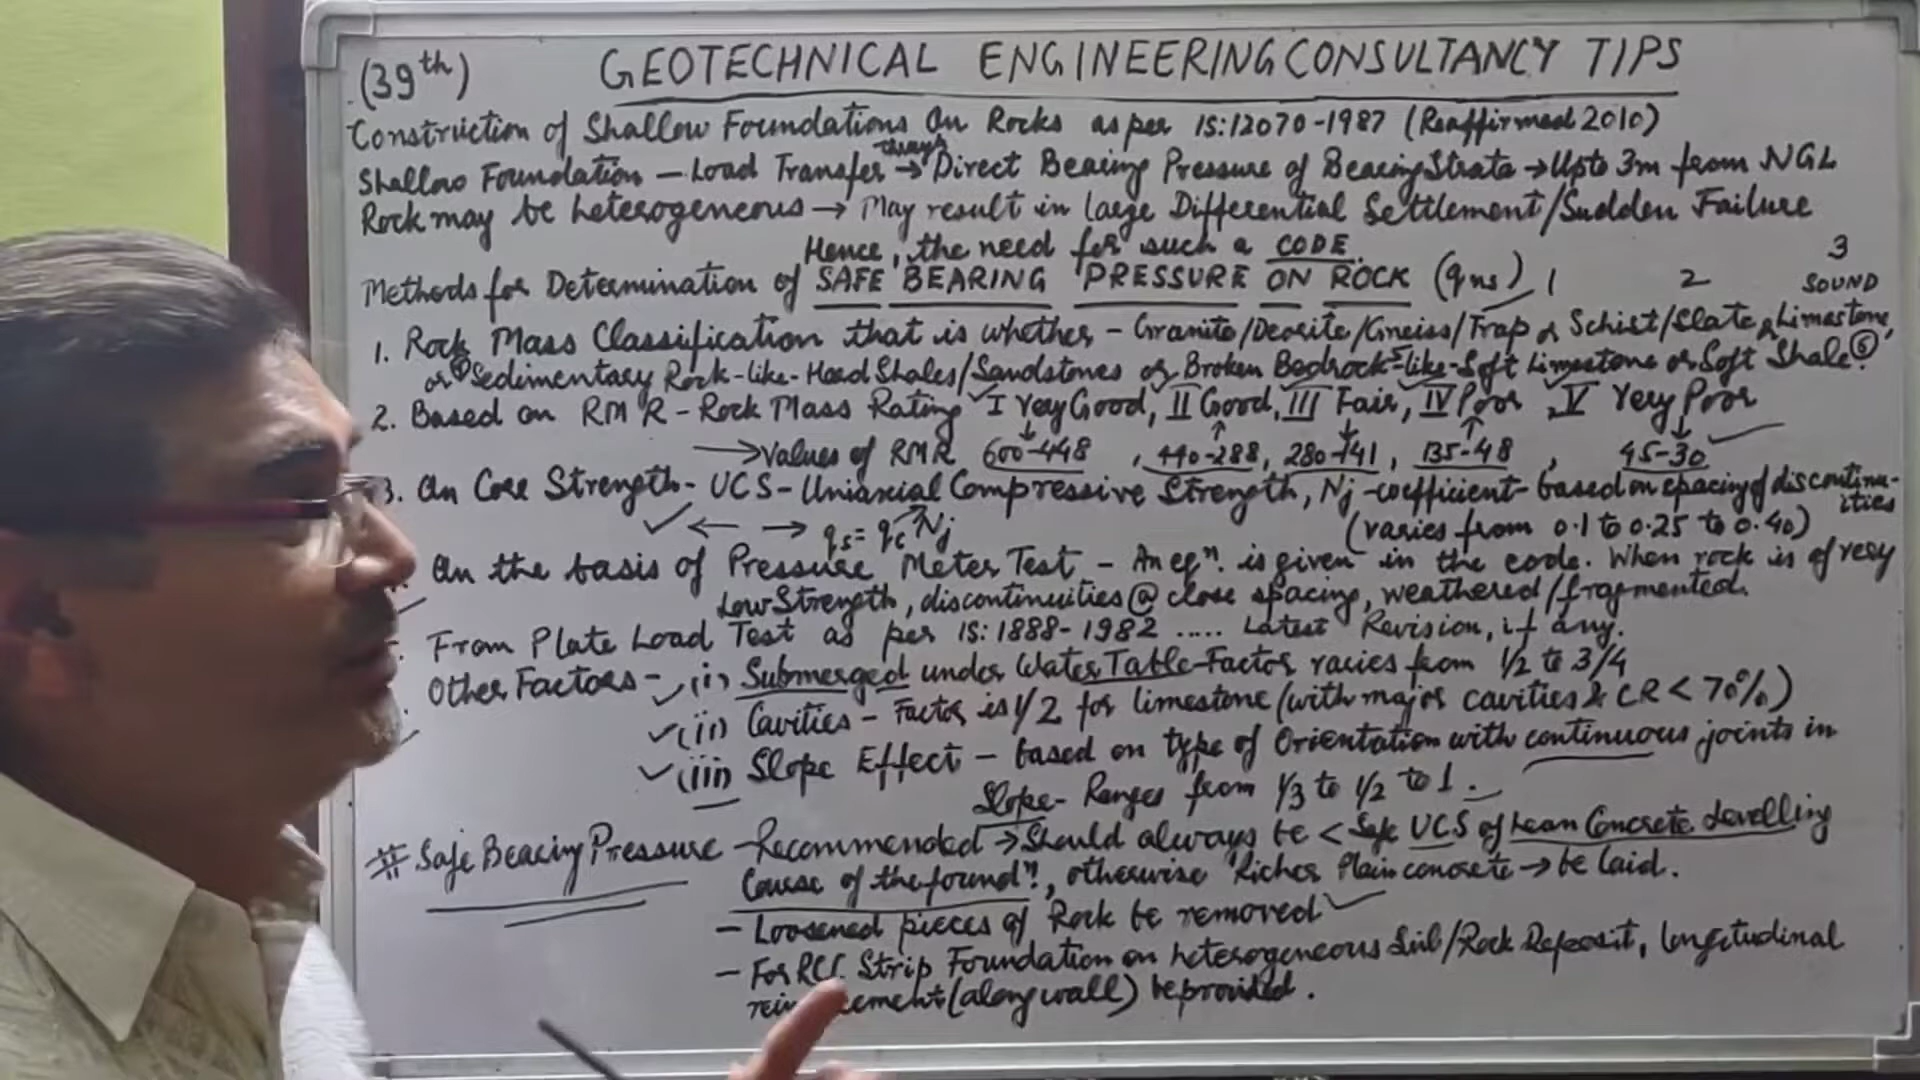 (39th) GEOTECHNICAL ENGINEERING CONSULTANCY TIPS
Construction of Shallow Foundations On Rocks as per IS:12070-1987 (Reaffirmed 2010)
Shallow Foundation – Load Transfer through → Direct Bearing Pressure of Bearing Strata → Upto 3m from NGL
Rock may be heterogeneous → May result in large Differential Settlement/Sudden Failure
Hence, the need for such a CODE.
Methods for Determination of SAFE BEARING PRESSURE ON ROCK (qns) 1 2 3 SOUND
1. Rock Mass Classification that is whether – Granite/Deorite/Gneiss/Trap or Schist/Slate or Limestone,
or ④ Sedimentary Rock-like-Hard Shales/Sandstones or Broken Bedrock-like-Soft Limestone or Soft Shale ⑤.
2. Based on RMR-Rock Mass Rating I Very Good, II Good, III Fair, IV Poor, V Very Poor
→ Values of RMR 600-448, 440-288, 280-141, 135-48, 45-30
3. On Core Strength- UCS-Uniaxial Compressive Strength, Nj-coefficient-based on spacing of discontinuities
qs = qc Nj (varies from 0.1 to 0.25 to 0.40)
On the basis of Pressure Meter Test – An eqn. is given in the code. When rock is of very
Low Strength, discontinuities @ close spacing, weathered/fragmented.
From Plate Load Test as per IS:1888-1982 ..... Latest Revision, if any.
Other Factors – (i) Submerged under Water Table-Factor varies from 1/2 to 3/4
(ii) Cavities – Factor is 1/2 for limestone (with major cavities & CR < 70%)
(iii) Slope Effect – based on type of Orientation with continuous joints in
Slope- Ranges from 1/3 to 1/2 to 1.
# Safe Bearing Pressure – Recommended → Should always be < Safe UCS of Lean Concrete Levelling
Course of the foundn., otherwise Richer Plain concrete → be laid.
– Loosened pieces of Rock be removed
– For RCC Strip Foundation on heterogeneous Soil/Rock Deposit, longitudinal
(along wall) be provided.